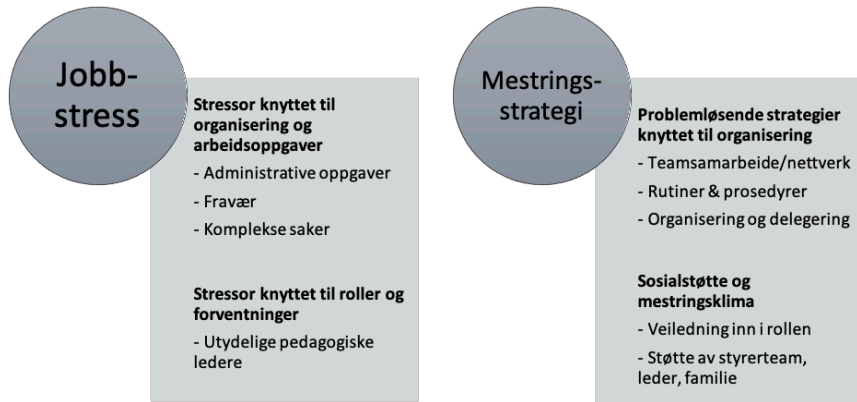 Jobb-
stress
Stressor knyttet til
organisering og
arbeidsoppgaver
- Administrative oppgaver
- Fravær
- Komplekse saker
Stressor knyttet til roller og
forventninger
- Utydelige pedagogiske
ledere
Mestrings-
strategi
Problemløsende strategier
knyttet til organisering
- Teamsamarbeide/nettverk
- Rutiner & prosedyrer
- Organisering og delegering
Sosialstøtte og
mestringsklima
- Veiledning inn i rollen
- Støtte av styrerteam,
leder, familie